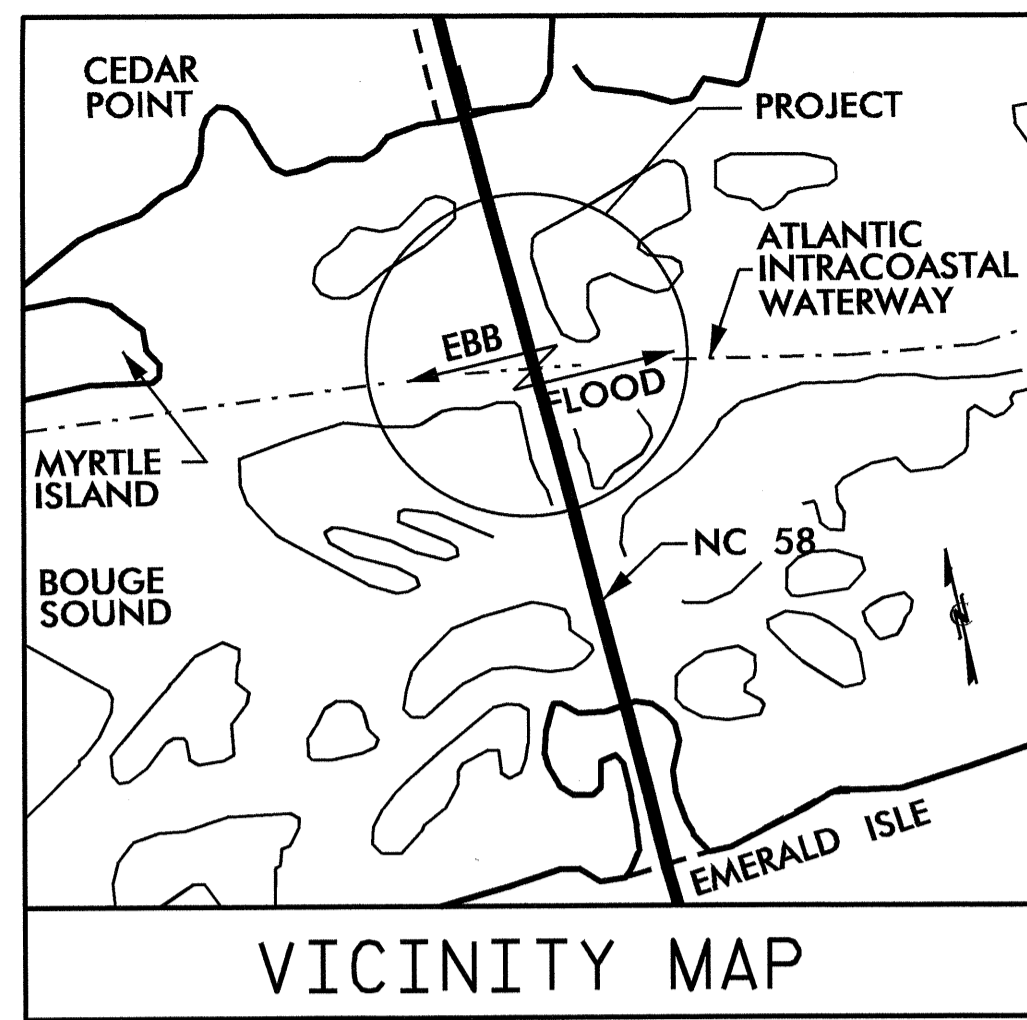 CEDAR
POINT
PROJECT
ATLANTIC
INTRACOASTAL
WATERWAY
EBB
FLOOD
MYRTLE
ISLAND
NC 58
BOUGE
SOUND
N
EMERALD ISLE
VICINITY MAP